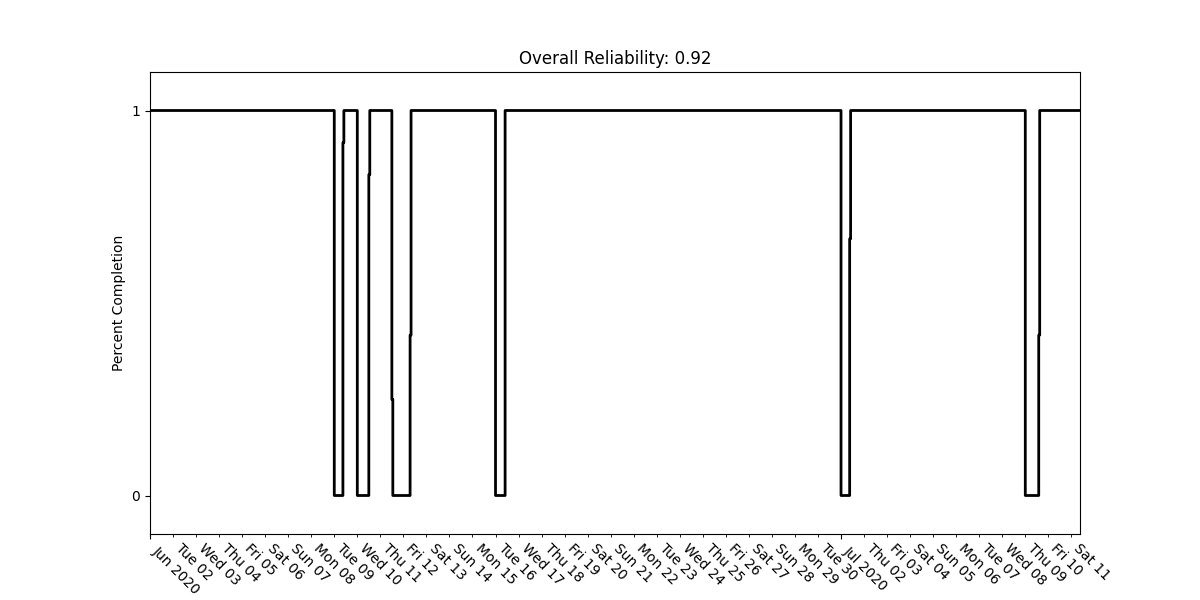 Overall Reliability: 0.92
Percent Completion
1
0
Jun 2020
Tue 02
Wed 03
Thu 04
Fri 05
Sat 06
Sun 07
Mon 08
Tue 09
Wed 10
Thu 11
Fri 12
Sat 13
Sun 14
Mon 15
Tue 16
Wed 17
Thu 18
Fri 19
Sat 20
Sun 21
Mon 22
Tue 23
Wed 24
Thu 25
Fri 26
Sat 27
Sun 28
Mon 29
Tue 30
Jul 2020
Thu 02
Fri 03
Sat 04
Sun 05
Mon 06
Tue 07
Wed 08
Thu 09
Fri 10
Sat 11